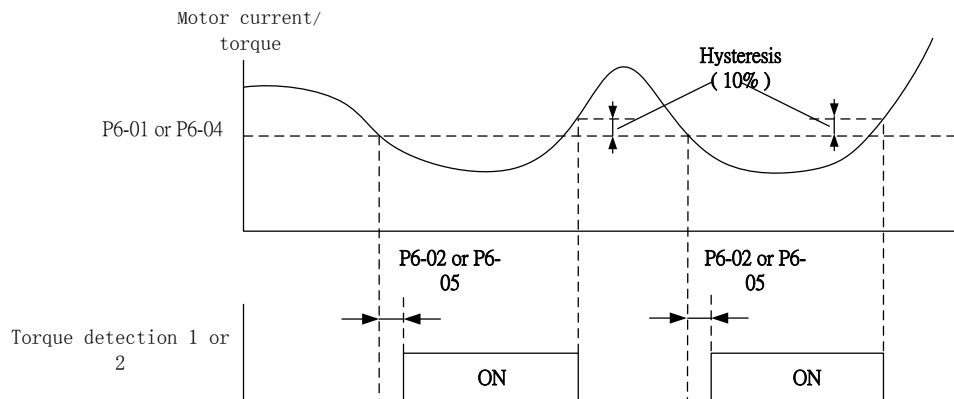 Motor current/
torque
Hysteresis
( 10% )
P6-01 or P6-04
P6-02 or P6-
05
P6-02 or P6-
05
Torque detection 1 or
2
ON
ON